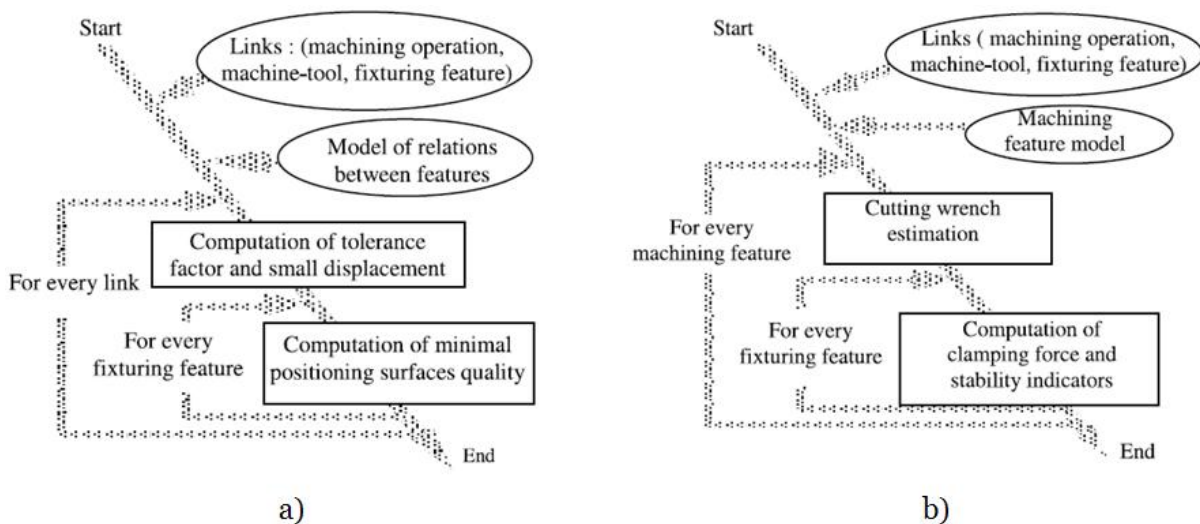 Start
Links : (machining operation,
machine-tool, fixturing feature)
Model of relations
between features
Computation of tolerance
factor and small displacement
For every link
For every
fixturing feature
Computation of minimal
positioning surfaces quality
End
a)
Start
Links ( machining operation,
machine-tool, fixturing feature)
Machining
feature model
Cutting wrench
estimation
For every
machining feature
For every
fixturing feature
Computation of
clamping force and
stability indicators
End
b)